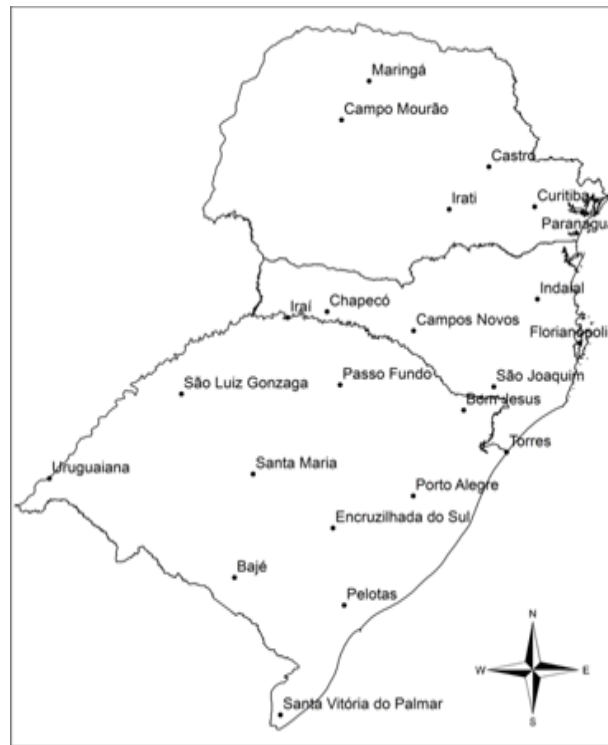 Maringá
Campo Mourão
Castro
Irati
Curitiba
Paranaguá
Indaial
Iraí
Chapecó
Campos Novos
Florianópolis
São Luiz Gonzaga
Passo Fundo
São Joaquim
Bom Jesus
Torres
Uruguaiana
Santa Maria
Porto Alegre
Encruzilhada do Sul
Bajé
Pelotas
Santa Vitória do Palmar
N
W
E
S